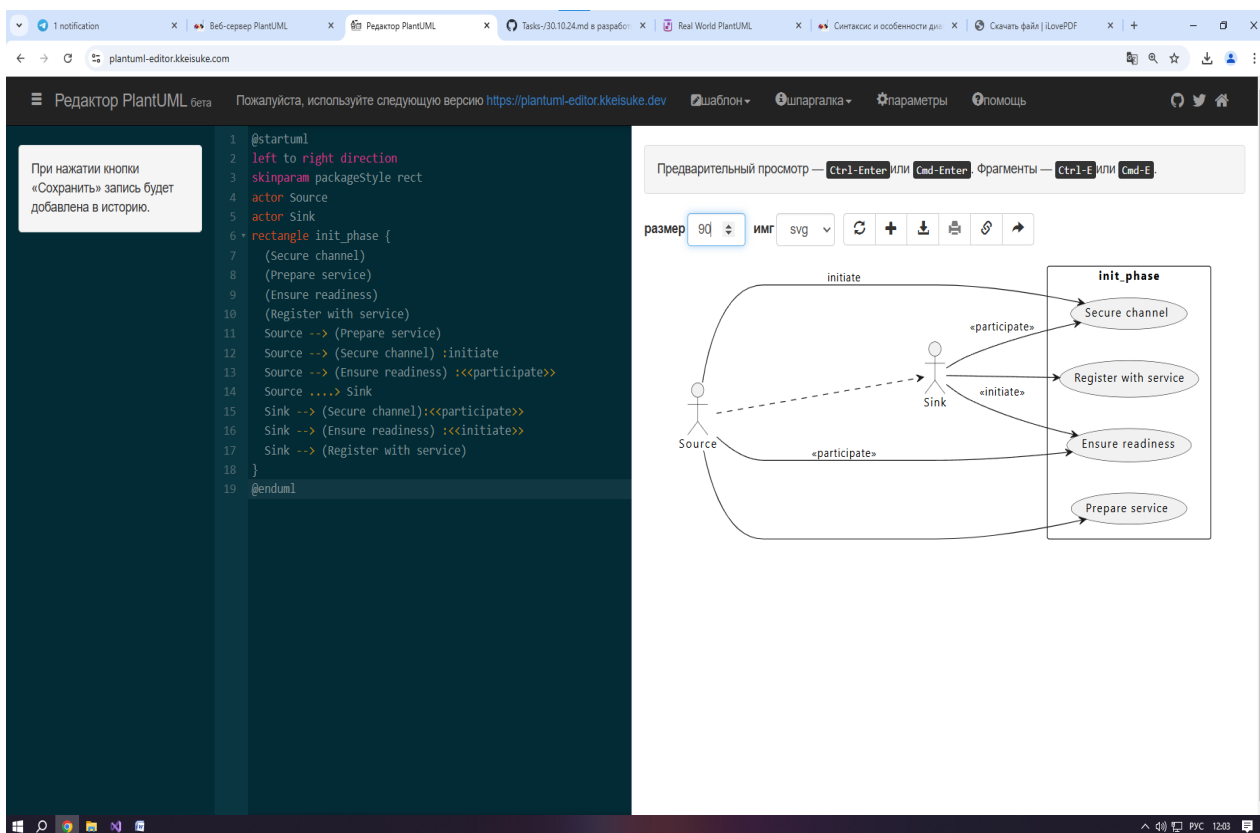 1 notification
Веб-сервер PlantUML
Редактор PlantUML
Tasks-/30.10.24.md в разработ
Real World PlantUML
Синтаксис и особенности диа
Скачать файл | iLovePDF
plantuml-editor.kkeisuke.com
Редактор PlantUML бета
Пожалуйста, используйте следующую версию https://plantuml-editor.kkeisuke.dev
шаблон
шпаргалка
параметры
помощь
При нажатии кнопки
«Сохранить» запись будет
добавлена в историю.
1 @startuml
2 left to right direction
3 skinparam packageStyle rect
4 actor Source
5 actor Sink
6 rectangle init_phase {
7 (Secure channel)
8 (Prepare service)
9 (Ensure readiness)
10 (Register with service)
11 Source --> (Prepare service)
12 Source --> (Secure channel) :initiate
13 Source --> (Ensure readiness) :<<participate>>
14 Source ....> Sink
15 Sink --> (Secure channel):<<participate>>
16 Sink --> (Ensure readiness) :<<initiate>>
17 Sink --> (Register with service)
18 }
19 @enduml
Предварительный просмотр — Ctrl-Enter или Cmd-Enter. Фрагменты — Ctrl-E или Cmd-E.
размер 90 имг svg
init_phase
initiate
Secure channel
«participate»
Register with service
Sink
«initiate»
Source
Ensure readiness
«participate»
Prepare service
РУС 12:03